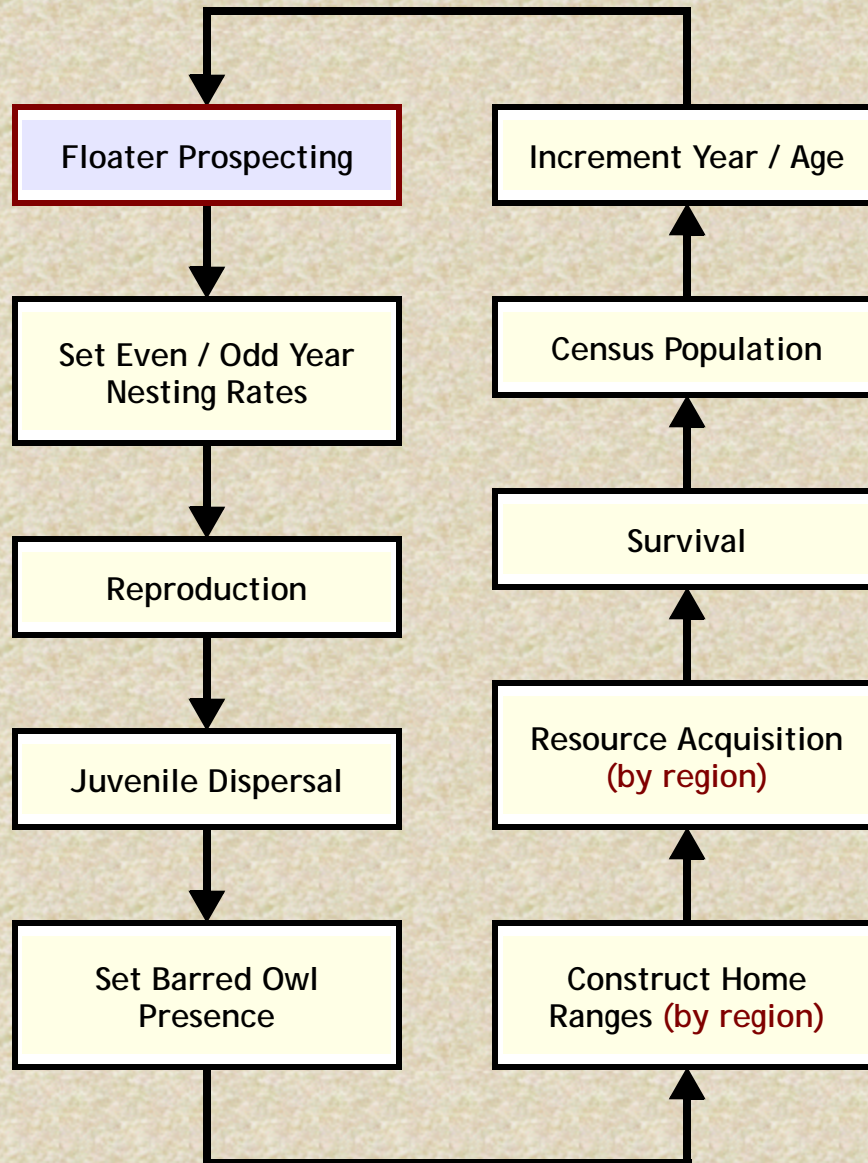 Floater Prospecting
Set Even / Odd Year
Nesting Rates
Reproduction
Juvenile Dispersal
Set Barred Owl
Presence
Construct Home
Ranges (by region)
Resource Acquisition
(by region)
Survival
Census Population
Increment Year / Age